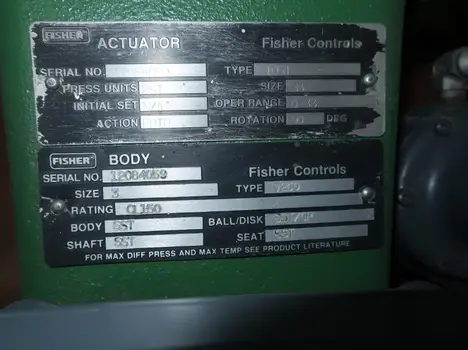 FISHER ACTUATOR Fisher Controls
SERIAL NO. TYPE
PRESS UNITS SIZE
INITIAL SET OPER RANGE
ACTION ROTATION DEG
FISHER BODY Fisher Controls
SERIAL NO. 12084059
SIZE 3 TYPE
RATING CL150
BODY SST BALL/DISK
SHAFT SST SEAT SST
FOR MAX DIFF PRESS AND MAX TEMP SEE PRODUCT LITERATURE